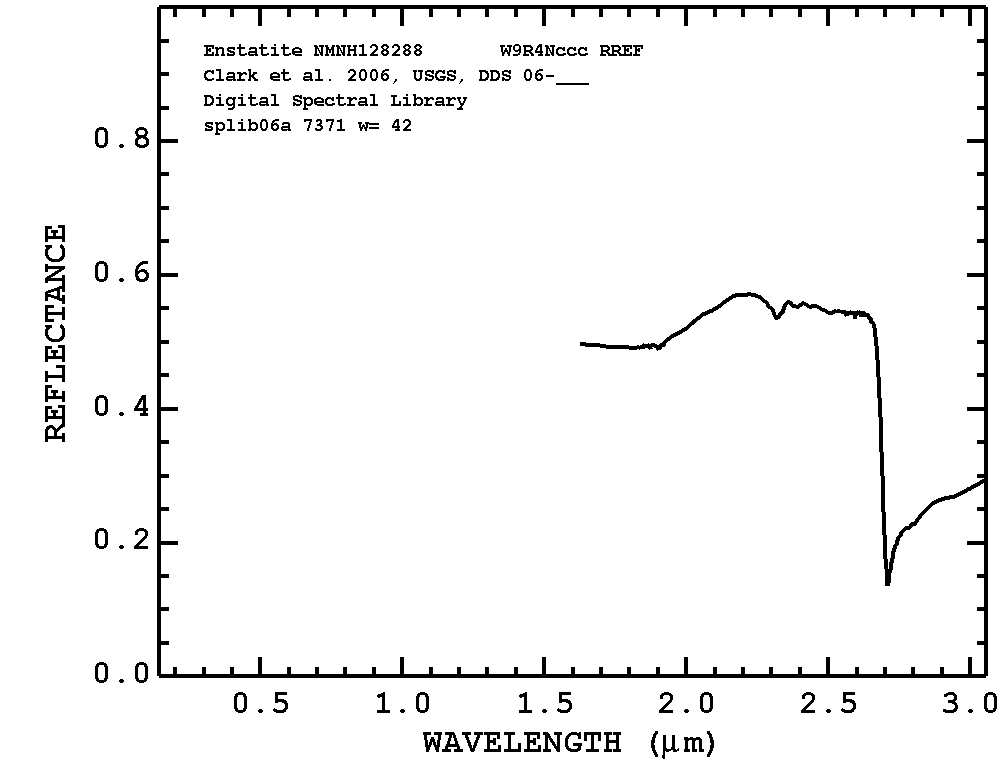 Enstatite NMNH128288 W9R4Nccc RREF
Clark et al. 2006, USGS, DDS 06-___
Digital Spectral Library
splib06a 7371 w= 42
REFLECTANCE
0.8
0.6
0.4
0.2
0.0
0.5 1.0 1.5 2.0 2.5 3.0
WAVELENGTH (μm)